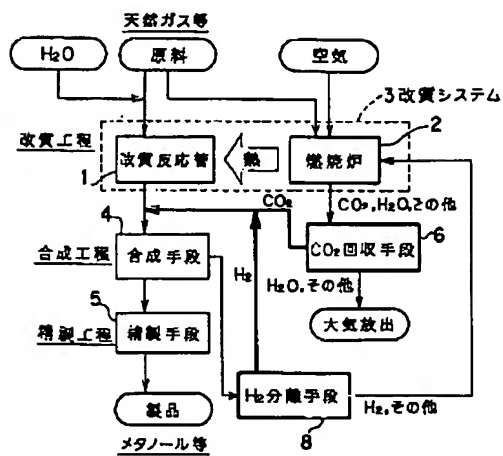 天然ガス等
H₂O
原料
空気
3改質システム
改質工程
改質反応管
1
熱
燃焼炉
2
CO₂
CO₂,H₂O,その他
4
合成工程
合成手段
CO₂回収手段
6
H₂
H₂O,その他
5
精製工程
精製手段
大気放出
製品
メタノール等
H₂分離手段
8
H₂,その他